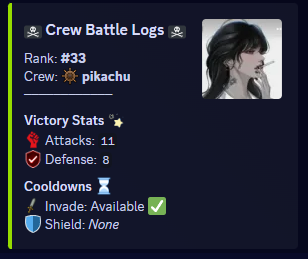 Crew Battle Logs
Rank: #33
Crew: pikachu
Victory Stats
Attacks: 11
Defense: 8
Cooldowns
Invade: Available
Shield: None